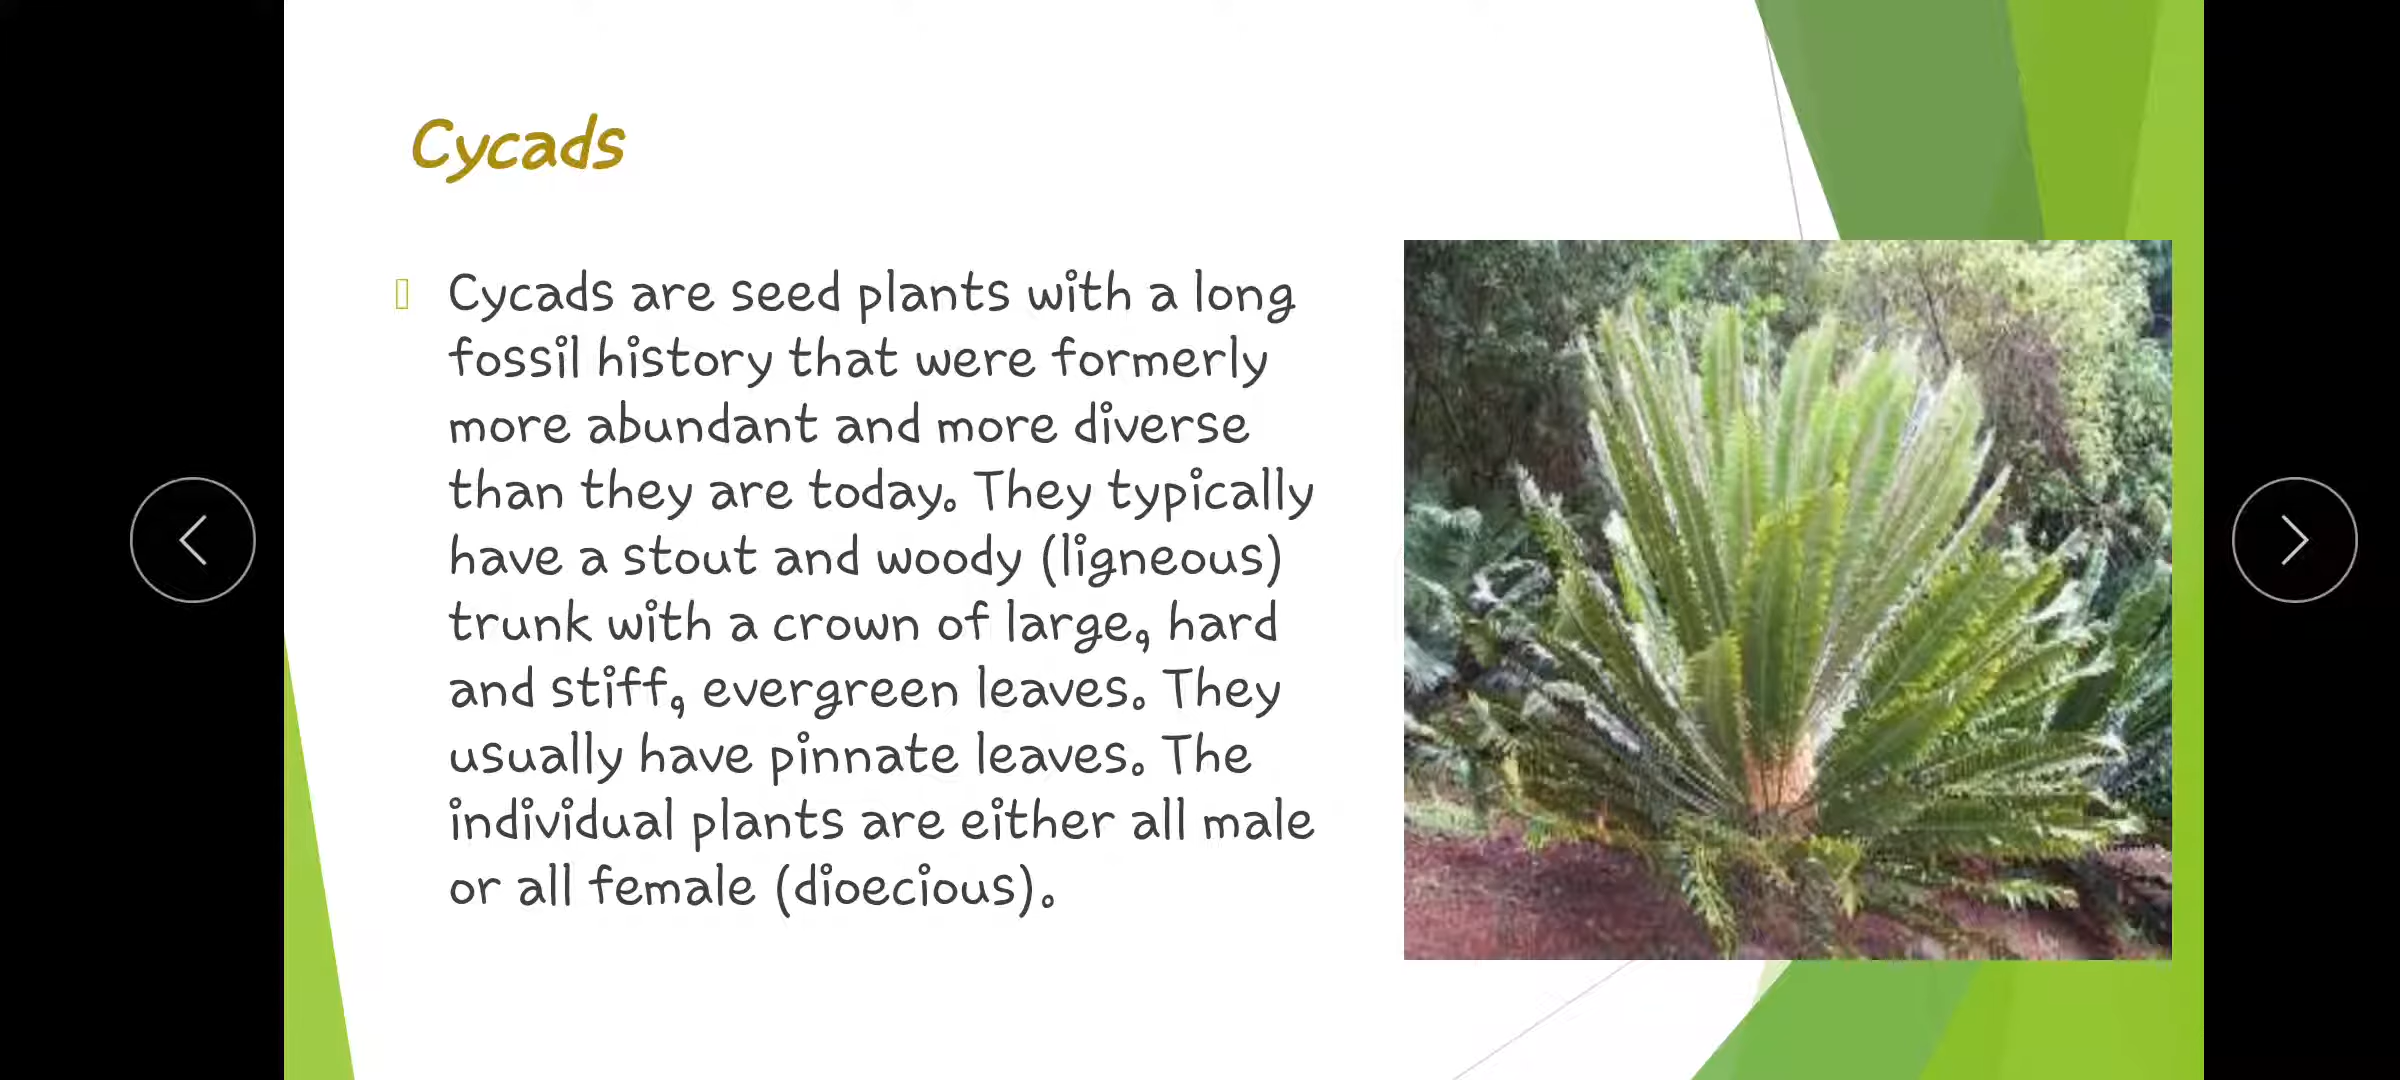 Cycads
Cycads are seed plants with a long
fossil history that were formerly
more abundant and more diverse
than they are today. They typically
have a stout and woody (ligneous)
trunk with a crown of large, hard
and stiff, evergreen leaves. They
usually have pinnate leaves. The
individual plants are either all male
or all female (dioecious).